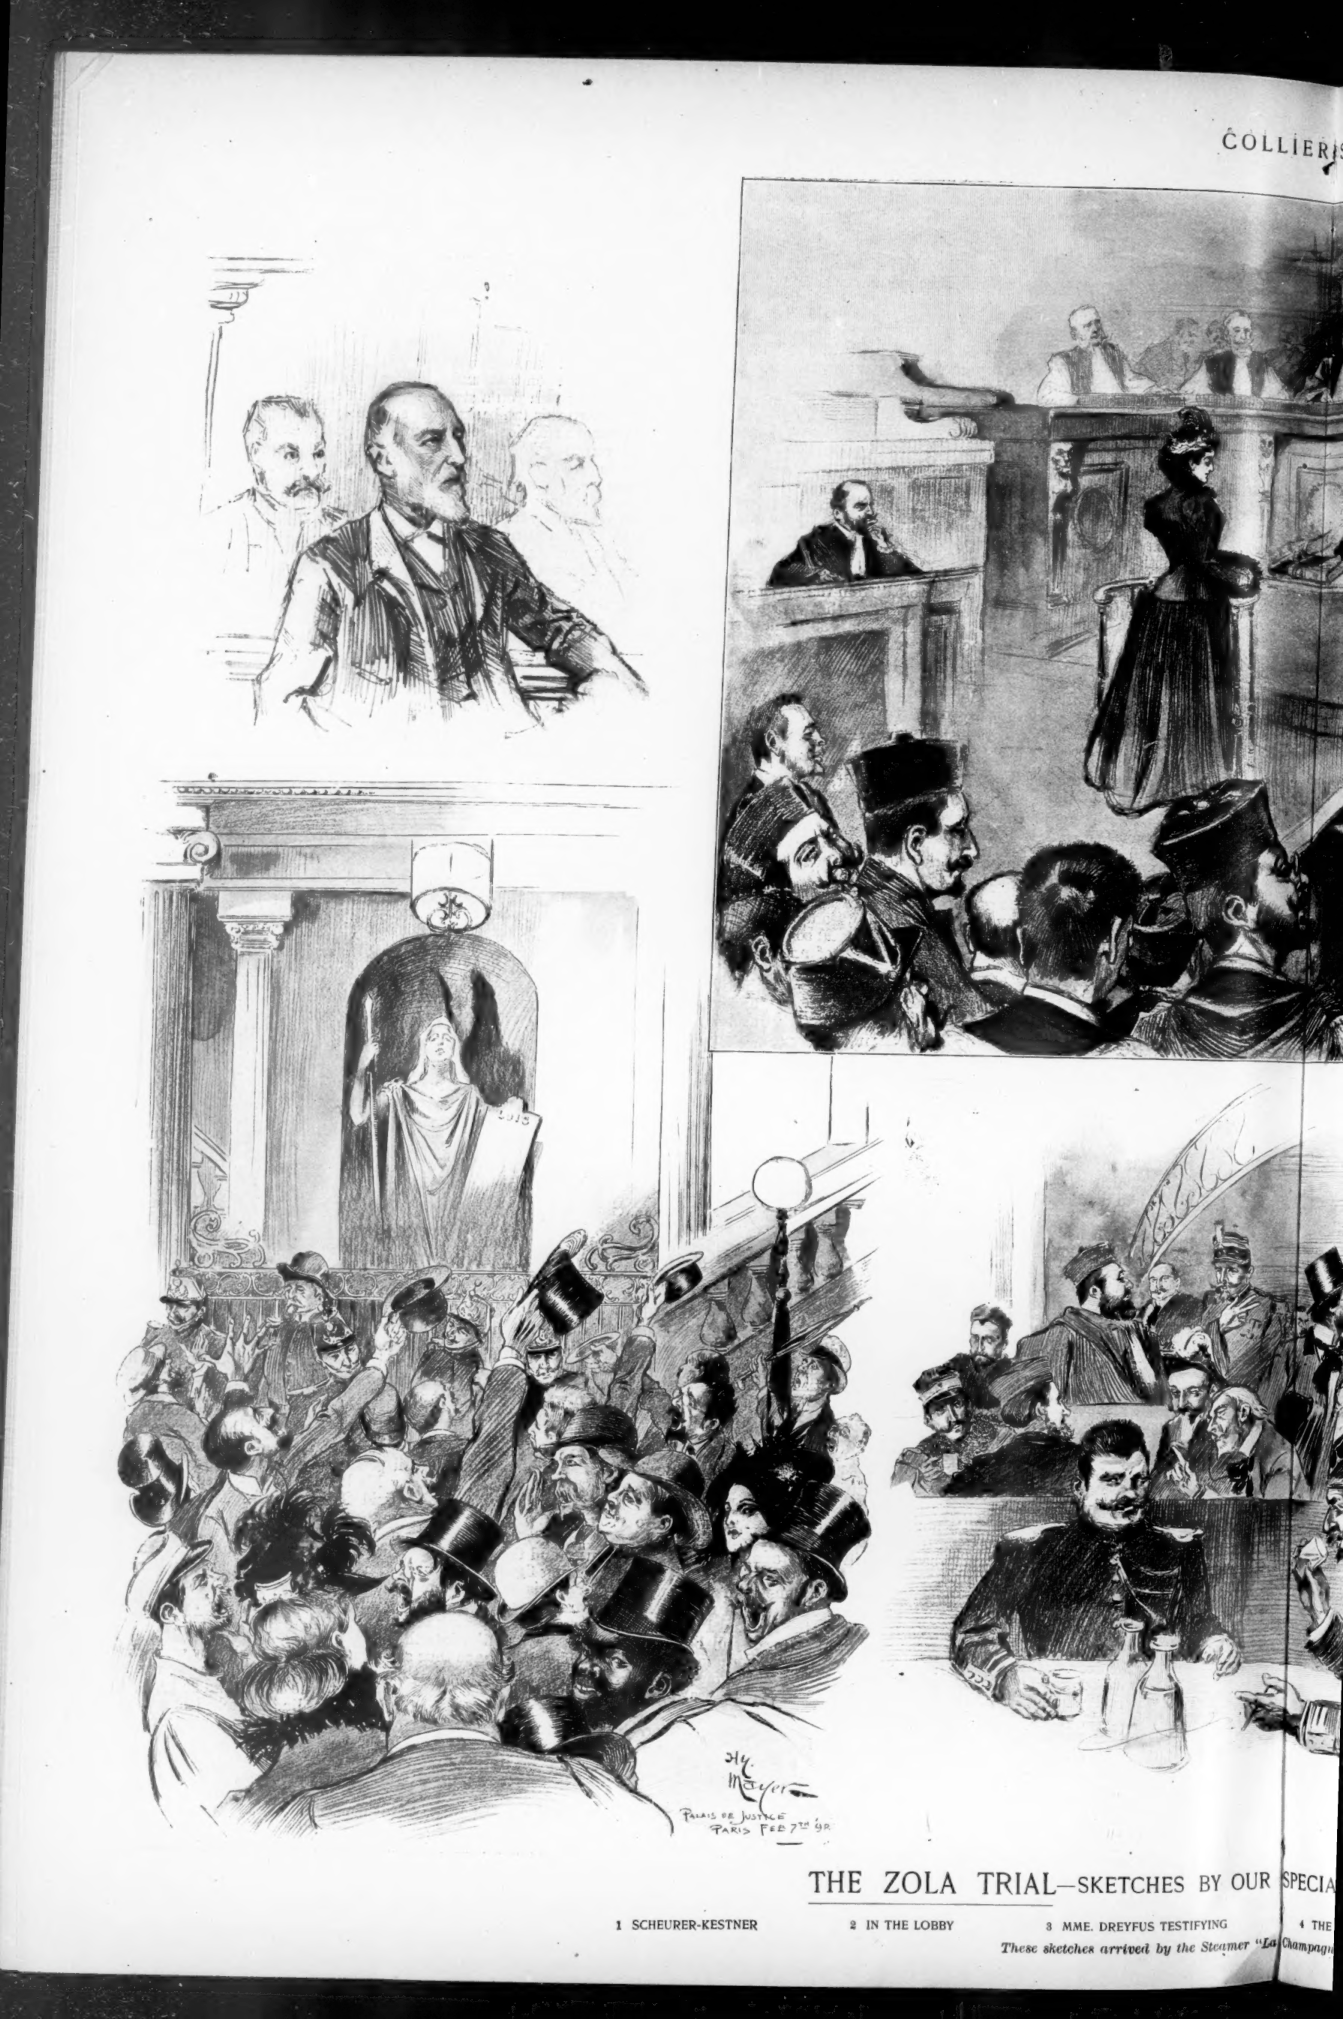 COLLIER'S
Hy.
Mayer
PALAIS DE JUSTICE
PARIS FEB 7TH '98
THE ZOLA TRIAL—SKETCHES BY OUR SPECIA
1 SCHEURER-KESTNER 2 IN THE LOBBY 3 MME. DREYFUS TESTIFYING 4 THE
These sketches arrived by the Steamer "La Champagn